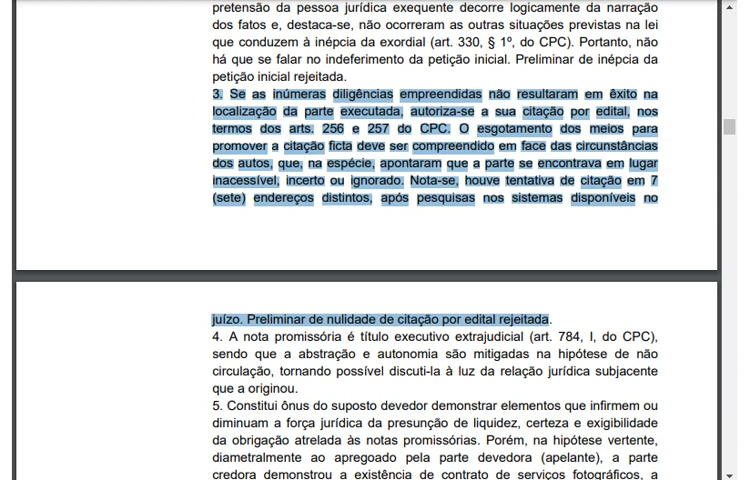 pretensão da pessoa jurídica exequente decorre logicamente da narração
dos fatos e, destaca-se, não ocorreram as outras situações previstas na lei
que conduzem à inépcia da exordial (art. 330, § 1º, do CPC). Portanto, não
há que se falar no indeferimento da petição inicial. Preliminar de inépcia da
petição inicial rejeitada.
3. Se as inúmeras diligências empreendidas não resultaram em êxito na
localização da parte executada, autoriza-se a sua citação por edital, nos
termos dos arts. 256 e 257 do CPC. O esgotamento dos meios para
promover a citação ficta deve ser compreendido em face das circunstâncias
dos autos, que, na espécie, apontaram que a parte se encontrava em lugar
inacessível, incerto ou ignorado. Nota-se, houve tentativa de citação em 7
(sete) endereços distintos, após pesquisas nos sistemas disponíveis no
juízo. Preliminar de nulidade de citação por edital rejeitada.
4. A nota promissória é título executivo extrajudicial (art. 784, I, do CPC),
sendo que a abstração e autonomia são mitigadas na hipótese de não
circulação, tornando possível discuti-la à luz da relação jurídica subjacente
que a originou.
5. Constitui ônus do suposto devedor demonstrar elementos que infirmem ou
diminuam a força jurídica da presunção de liquidez, certeza e exigibilidade
da obrigação atrelada às notas promissórias. Porém, na hipótese vertente,
diametralmente ao apregoado pela parte devedora (apelante), a parte
credora demonstrou a existência de contrato de serviços fotográficos, a